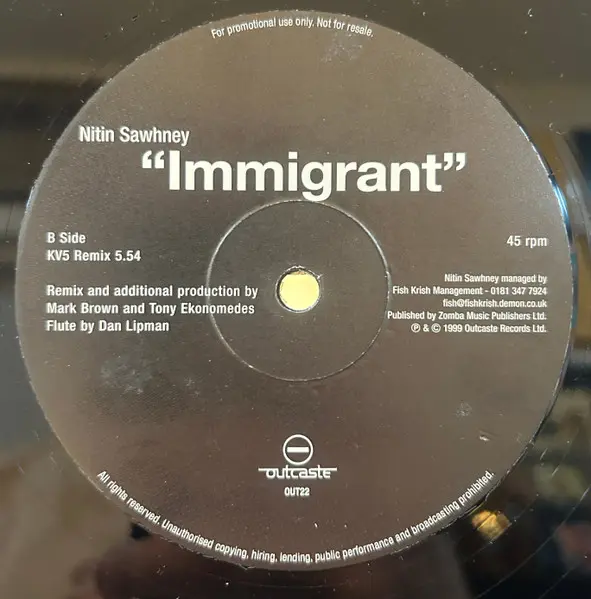 For promotional use only. Not for resale.
Nitin Sawhney
“Immigrant”
B Side
KV5 Remix 5.54
45 rpm
Remix and additional production by
Mark Brown and Tony Ekonomedes
Flute by Dan Lipman
Nitin Sawhney managed by
Fish Krish Management - 0181 347 7924
fish@fishkrish.demon.co.uk
Published by Zomba Music Publishers Ltd.
℗ & © 1999 Outcaste Records Ltd.
outcaste
OUT22
All rights reserved. Unauthorised copying, hiring, lending, public performance and broadcasting prohibited.